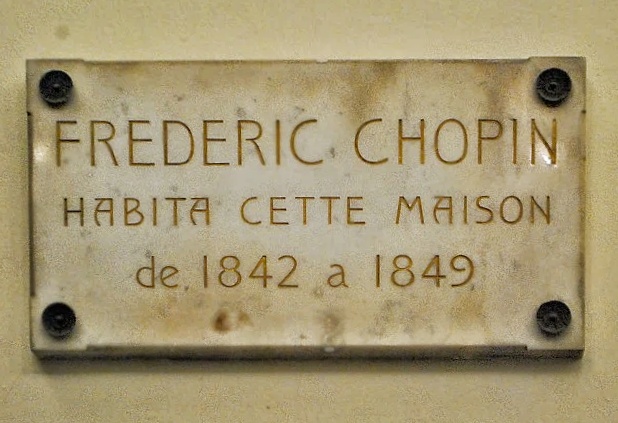 FREDERIC CHOPIN
HABITA CETTE MAISON
de 1842 a 1849